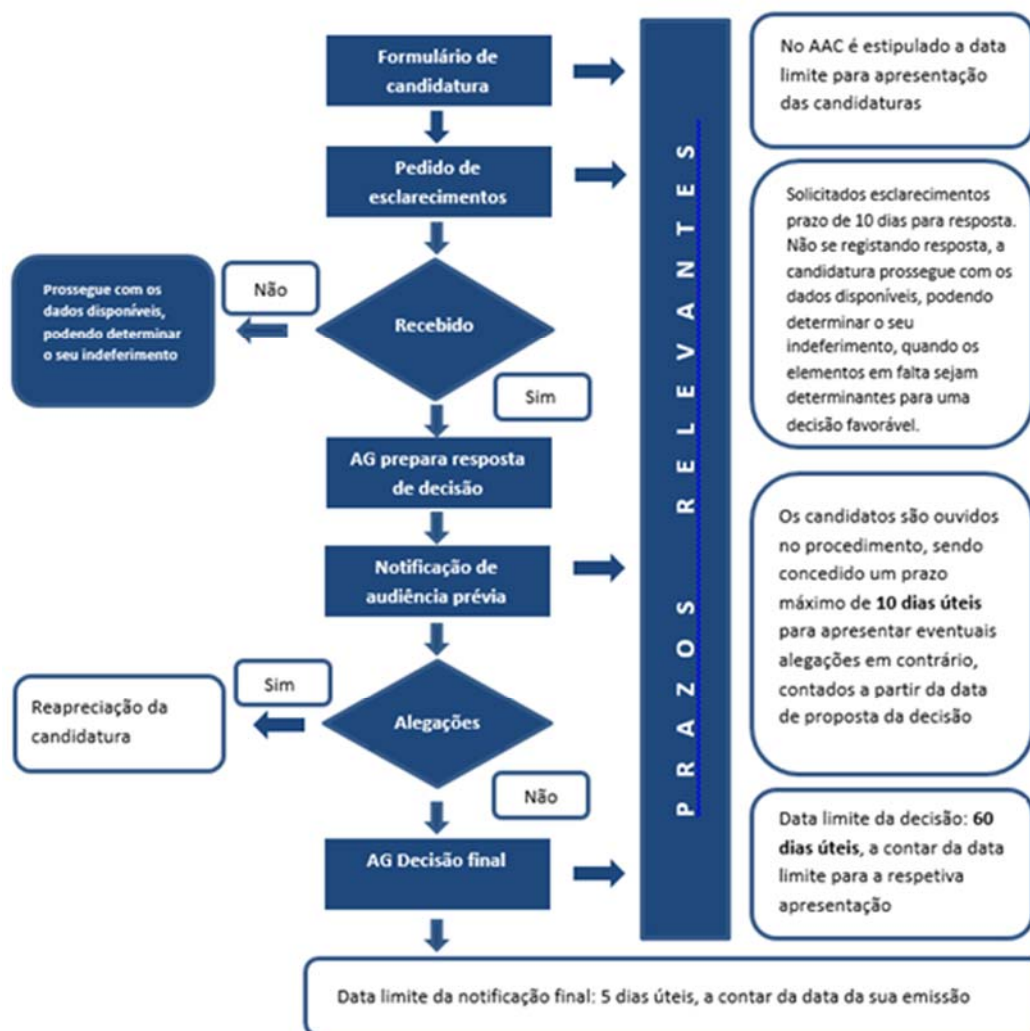 Formulário de
candidatura
No AAC é estipulado a data
limite para apresentação
das candidaturas
Pedido de
esclarecimentos
Solicitados esclarecimentos
prazo de 10 dias para resposta.
Não se registando resposta, a
candidatura prossegue com os
dados disponíveis, podendo
determinar o seu
indeferimento, quando os
elementos em falta sejam
determinantes para uma
decisão favorável.
Recebido
Não
Prossegue com os
dados disponíveis,
podendo determinar
o seu indeferimento
Sim
AG prepara resposta
de decisão
Notificação de
audiência prévia
Os candidatos são ouvidos
no procedimento, sendo
concedido um prazo
máximo de 10 dias úteis
para apresentar eventuais
alegações em contrário,
contados a partir da data
de proposta da decisão
Alegações
Sim
Reapreciação da
candidatura
Não
AG Decisão final
Data limite da decisão: 60
dias úteis, a contar da data
limite para a respetiva
apresentação
PRAZOS RELEVANTES
Data limite da notificação final: 5 dias úteis, a contar da data da sua emissão